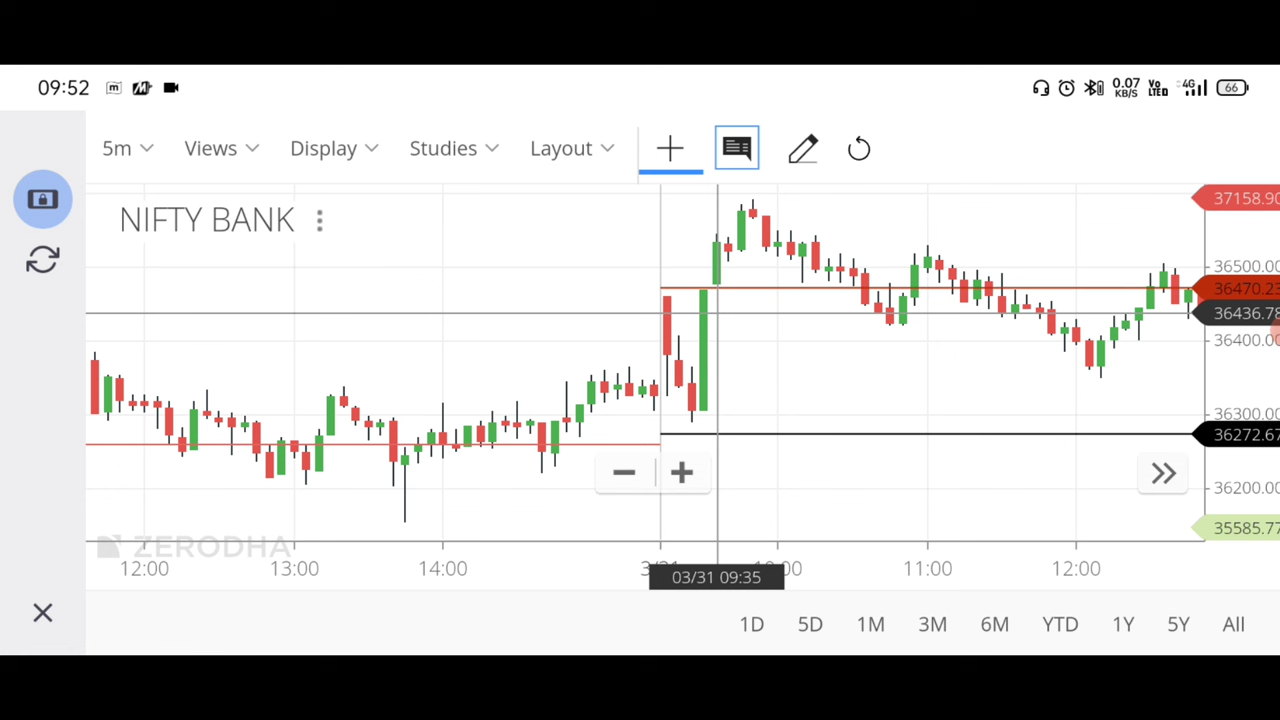 09:52
0.07
KB/S
Vo
LTE
4G
66
5m Views Display Studies Layout
NIFTY BANK
37158.90
36500.00
36470.23
36436.78
36400.00
36300.00
36272.67
36200.00
35585.77
ZERODHA
12:00 13:00 14:00 11:00 12:00
03/31 09:35
1D 5D 1M 3M 6M YTD 1Y 5Y All